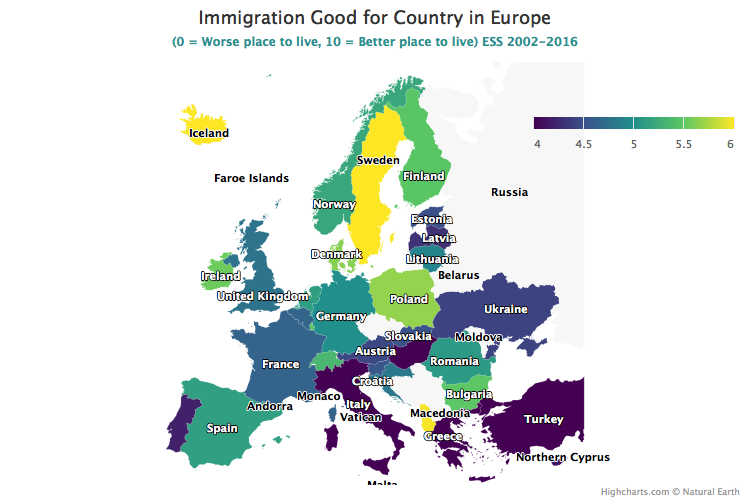 Immigration Good for Country in Europe
(0 = Worse place to live, 10 = Better place to live) ESS 2002-2016
4 4.5 5 5.5 6
Iceland
Sweden
Faroe Islands
Finland
Russia
Norway
Estonia
Latvia
Denmark
Lithuania
Ireland
Belarus
United Kingdom
Poland
Germany
Ukraine
Slovakia
Moldova
Austria
France
Romania
Croatia
Monaco
Bulgaria
Andorra
Italy
Vatican
Macedonia
Turkey
Spain
Greece
Northern Cyprus
Malta
Highcharts.com © Natural Earth